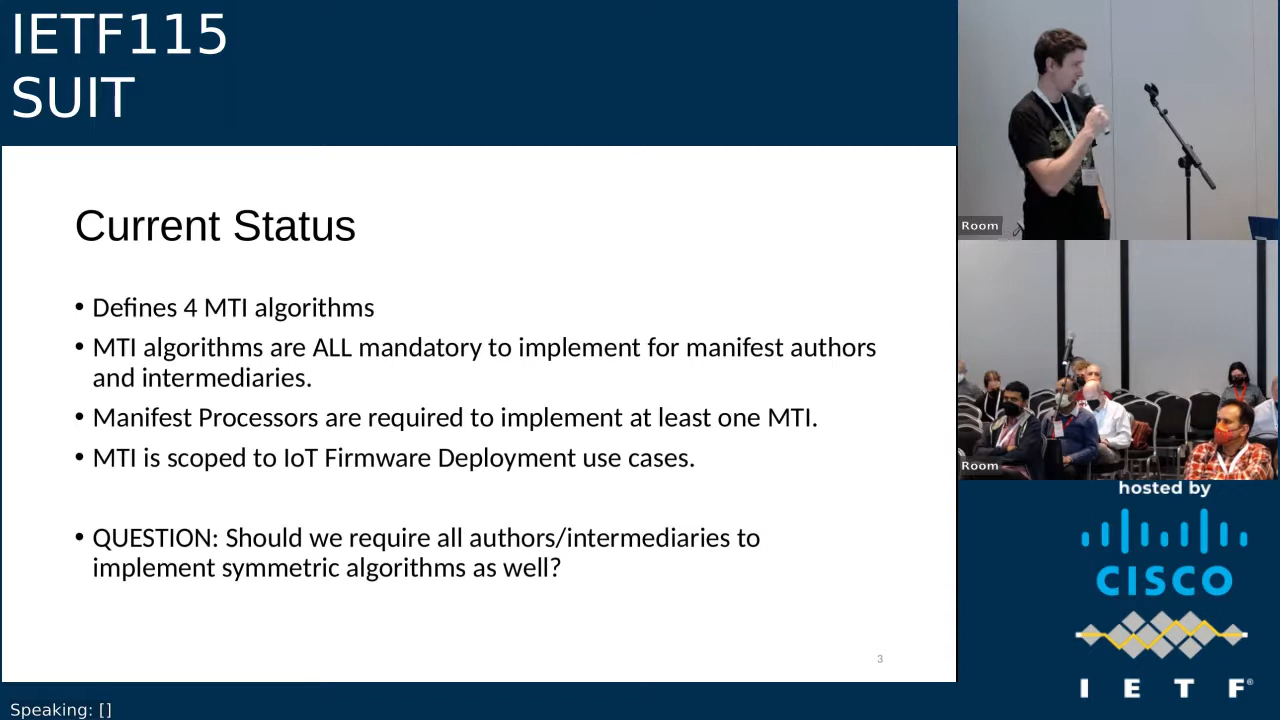 IETF115
SUIT
Current Status
• Defines 4 MTI algorithms
• MTI algorithms are ALL mandatory to implement for manifest authors
and intermediaries.
• Manifest Processors are required to implement at least one MTI.
• MTI is scoped to IoT Firmware Deployment use cases.
• QUESTION: Should we require all authors/intermediaries to
implement symmetric algorithms as well?
3
Speaking: []
Room
Room
hosted by
CISCO
I E T F®